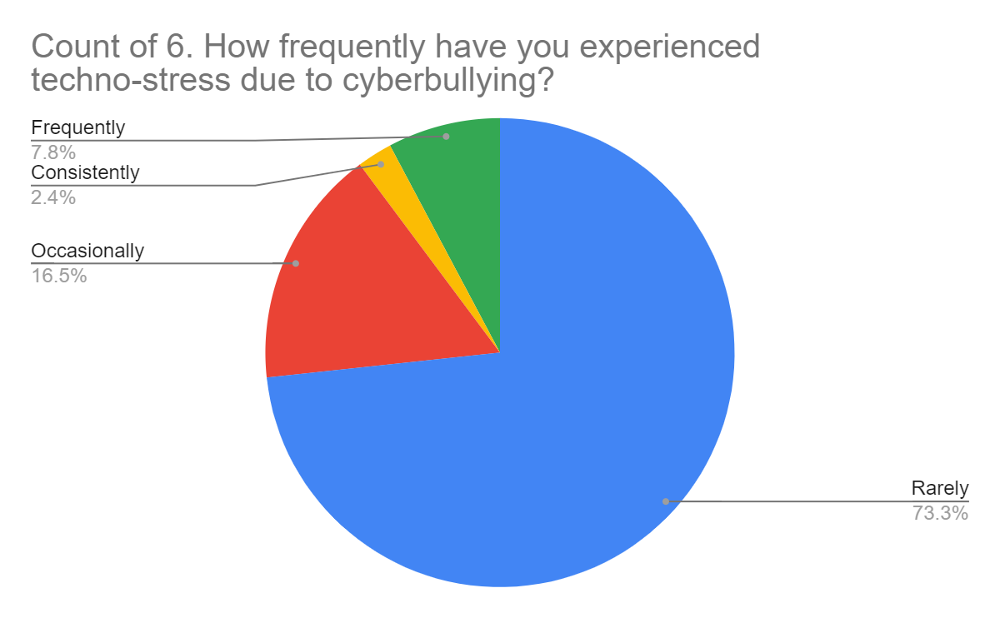 Count of 6. How frequently have you experienced
techno-stress due to cyberbullying?
Frequently
7.8%
Consistently
2.4%
Occasionally
16.5%
Rarely
73.3%